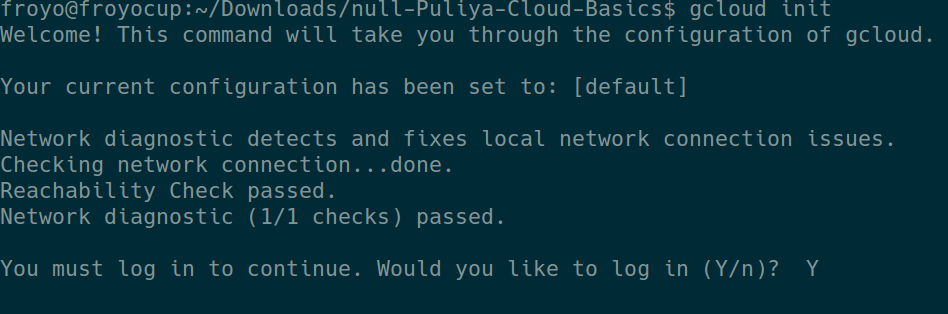 froyo@froyocup:~/Downloads/null-Puliya-Cloud-Basics$ gcloud init
Welcome! This command will take you through the configuration of gcloud.
Your current configuration has been set to: [default]
Network diagnostic detects and fixes local network connection issues.
Checking network connection...done.
Reachability Check passed.
Network diagnostic (1/1 checks) passed.
You must log in to continue. Would you like to log in (Y/n)?  Y